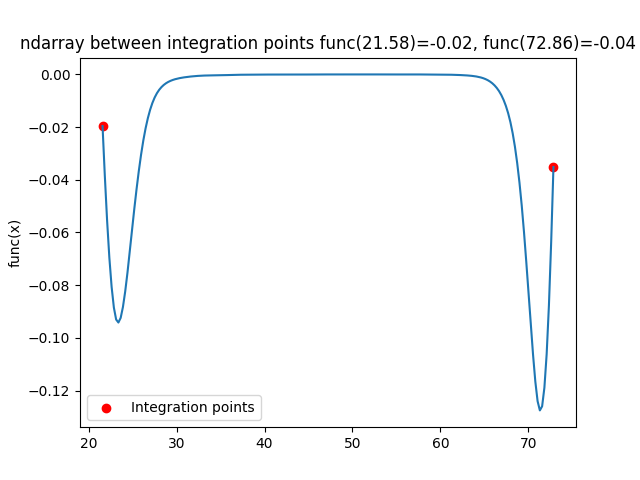 ndarray between integration points func(21.58)=-0.02, func(72.86)=-0.04
0.00
−0.02
−0.04
−0.06
−0.08
−0.10
−0.12
func(x)
Integration points
20 30 40 50 60 70